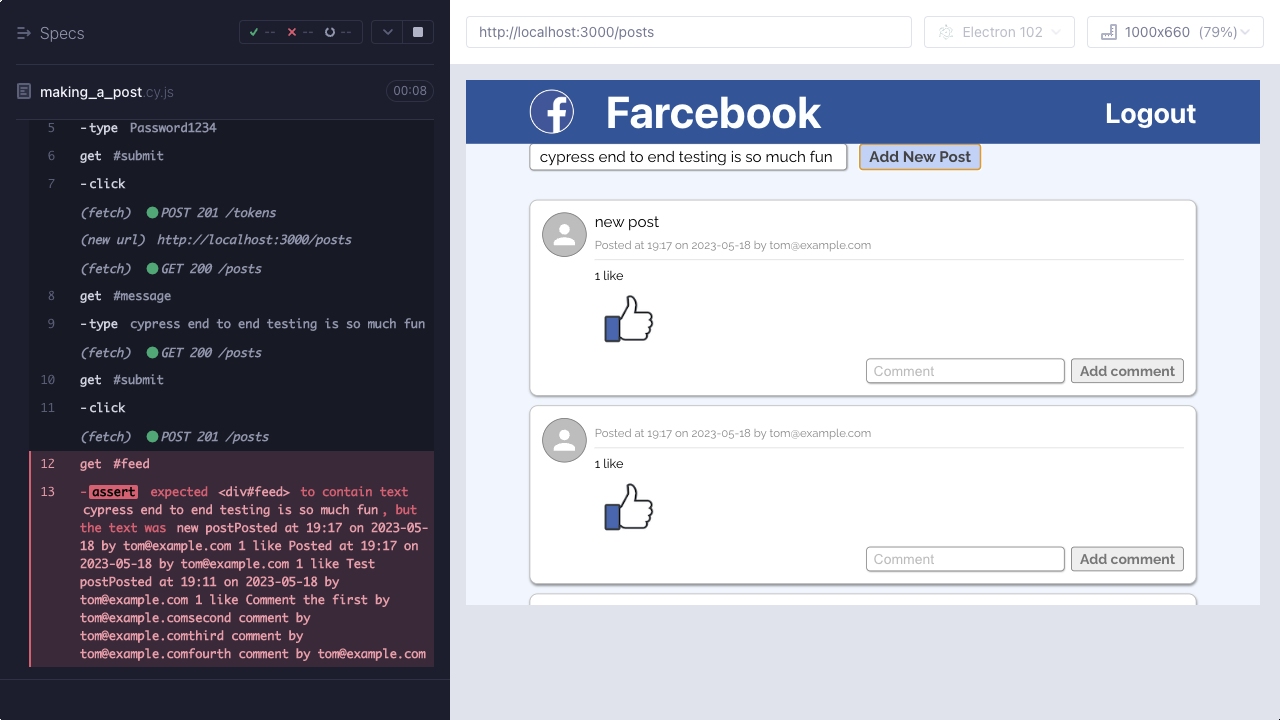 Specs
-- -- --
making_a_post.cy.js 00:08
5 -type Password1234
6 get #submit
7 -click
(fetch) POST 201 /tokens
(new url) http://localhost:3000/posts
(fetch) GET 200 /posts
8 get #message
9 -type cypress end to end testing is so much fun
(fetch) GET 200 /posts
10 get #submit
11 -click
(fetch) POST 201 /posts
12 get #feed
13 -assert expected <div#feed> to contain text
cypress end to end testing is so much fun, but
the text was new postPosted at 19:17 on 2023-05-
18 by tom@example.com 1 like Posted at 19:17 on
2023-05-18 by tom@example.com 1 like Test
postPosted at 19:11 on 2023-05-18 by
tom@example.com 1 like Comment the first by
tom@example.comsecond comment by
tom@example.comthird comment by
tom@example.comfourth comment by tom@example.com
http://localhost:3000/posts
Electron 102
1000x660 (79%)
Farcebook
Logout
cypress end to end testing is so much fun Add New Post
new post
Posted at 19:17 on 2023-05-18 by tom@example.com
1 like
Comment Add comment
Posted at 19:17 on 2023-05-18 by tom@example.com
1 like
Comment Add comment